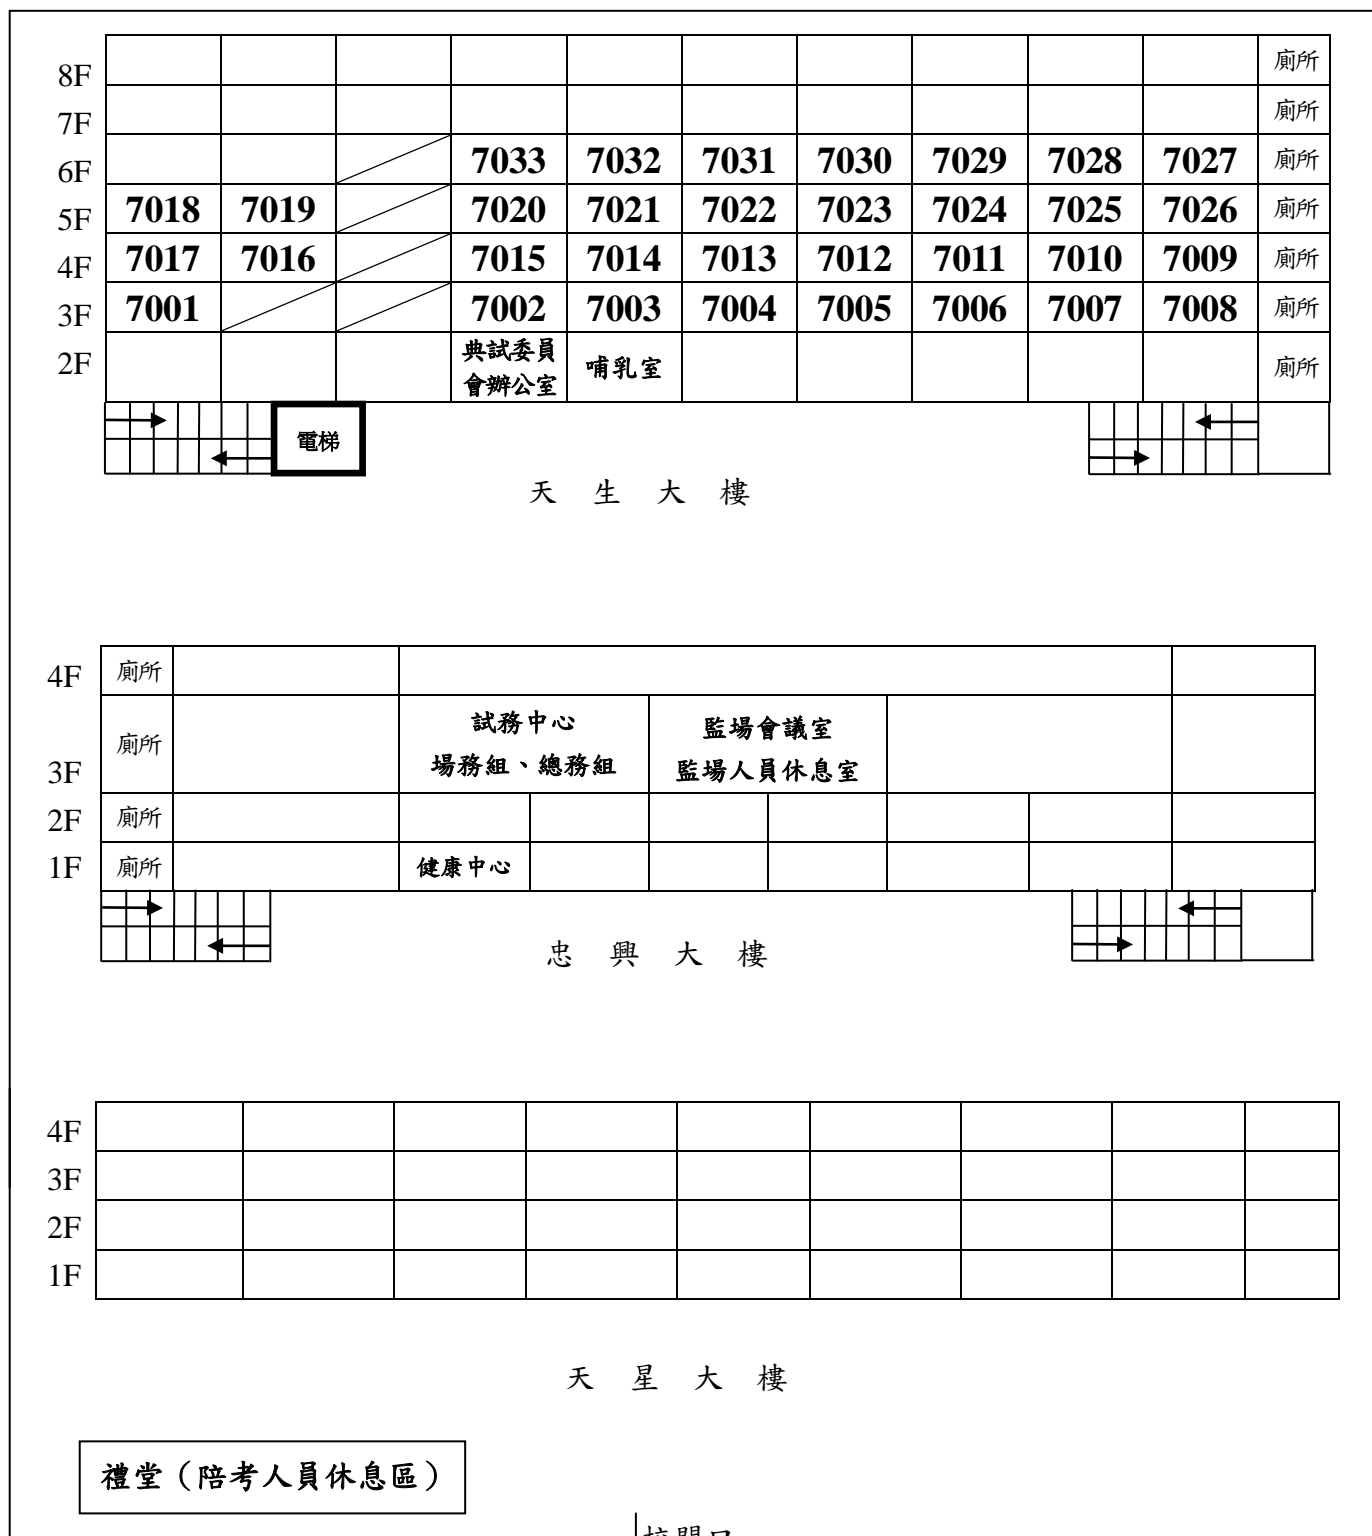 8F 廁所
7F 廁所
6F 7033 7032 7031 7030 7029 7028 7027 廁所
5F 7018 7019 7020 7021 7022 7023 7024 7025 7026 廁所
4F 7017 7016 7015 7014 7013 7012 7011 7010 7009 廁所
3F 7001 7002 7003 7004 7005 7006 7007 7008 廁所
2F 典試委員 會辦公室 哺乳室 廁所
電梯
天生大樓
4F 廁所
3F 廁所 試務中心 監場會議室
場務組、總務組 監場人員休息室
2F 廁所
1F 廁所 健康中心
忠興大樓
4F
3F
2F
1F
天星大樓
禮堂（陪考人員休息區）